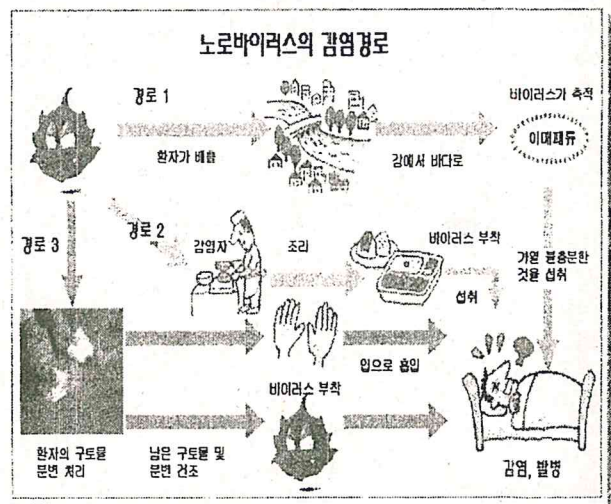 노로바이러스의 감염경로
경로 1
바이러스가 축적
이매패류
환자가 배출
강에서 바다로
경로 2
경로 3
감염자
조리
바이러스 부착
가열 불충분한
것을 섭취
섭취
입으로 흡입
바이러스 부착
환자의 구토물
분변 처리
남은 구토물 및
분변 건조
감염, 발병